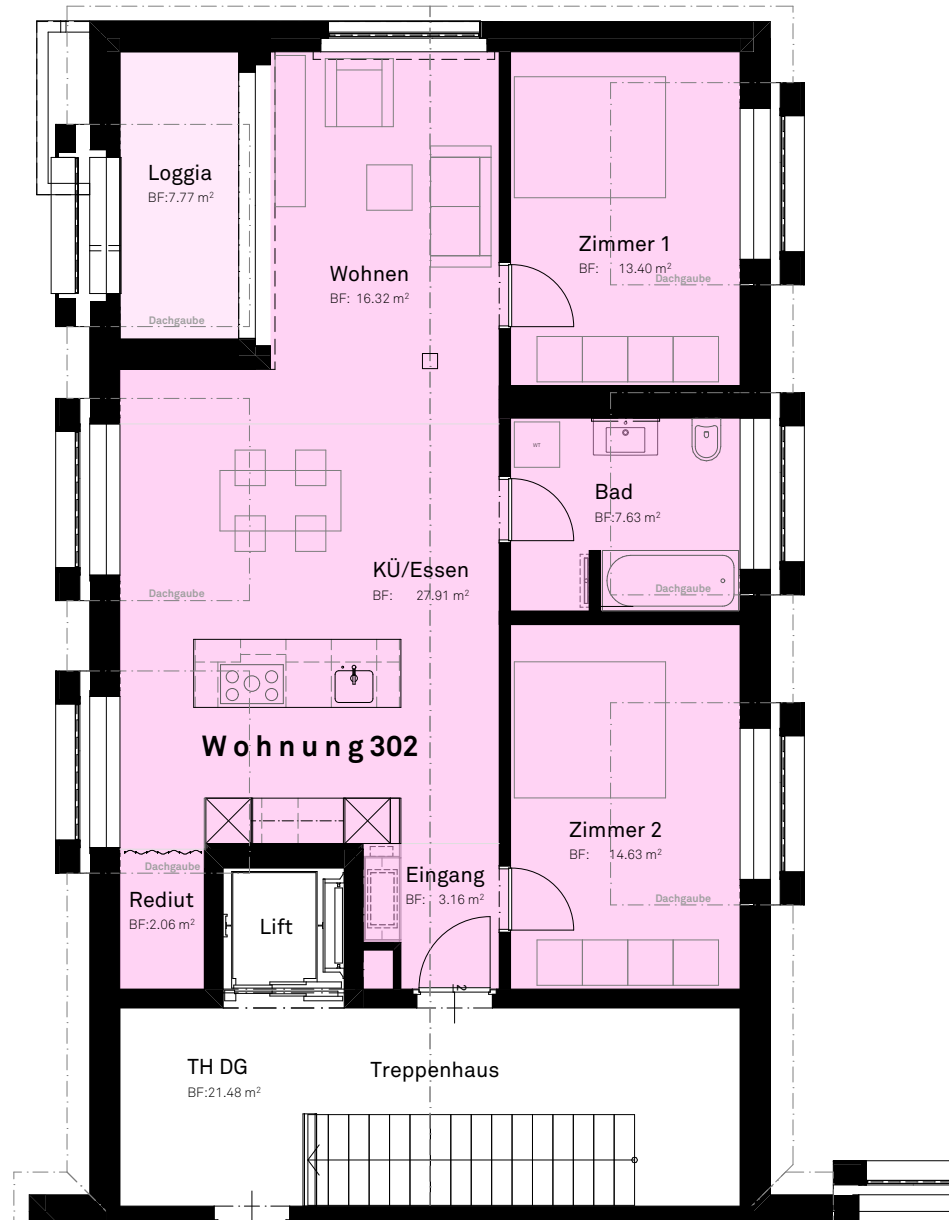 Loggia
BF:7.77 m²
Dachgaube
Wohnen
BF: 16.32 m²
Zimmer 1
BF: 13.40 m²
Dachgaube
WT
Bad
BF:7.63 m²
Dachgaube
KÜ/Essen
BF: 27.91 m²
Dachgaube
Wohnung 302
Zimmer 2
BF: 14.63 m²
Dachgaube
Dachgaube
Rediut
BF:2.06 m²
Lift
Eingang
BF: 3.16 m²
2
TH DG
BF:21.48 m²
Treppenhaus